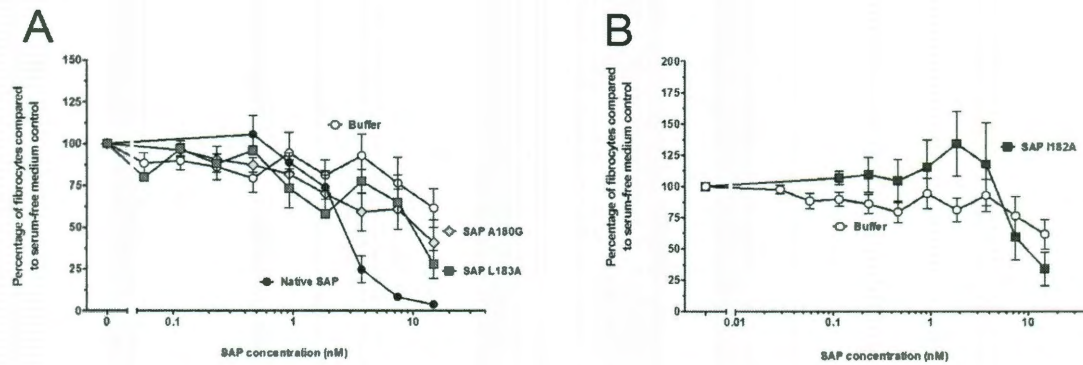 A
Percentage of fibrocytes compared
to serum-free medium control
150
125
100
75
50
25
0
Buffer
SAP A180G
SAP L183A
Native SAP
0
0.1
1
10
SAP concentration (nM)
B
Percentage of fibrocytes compared
to serum-free medium control
200
175
150
125
100
75
50
25
0
SAP I182A
Buffer
0.01
0.1
1
10
SAP concentration (nM)